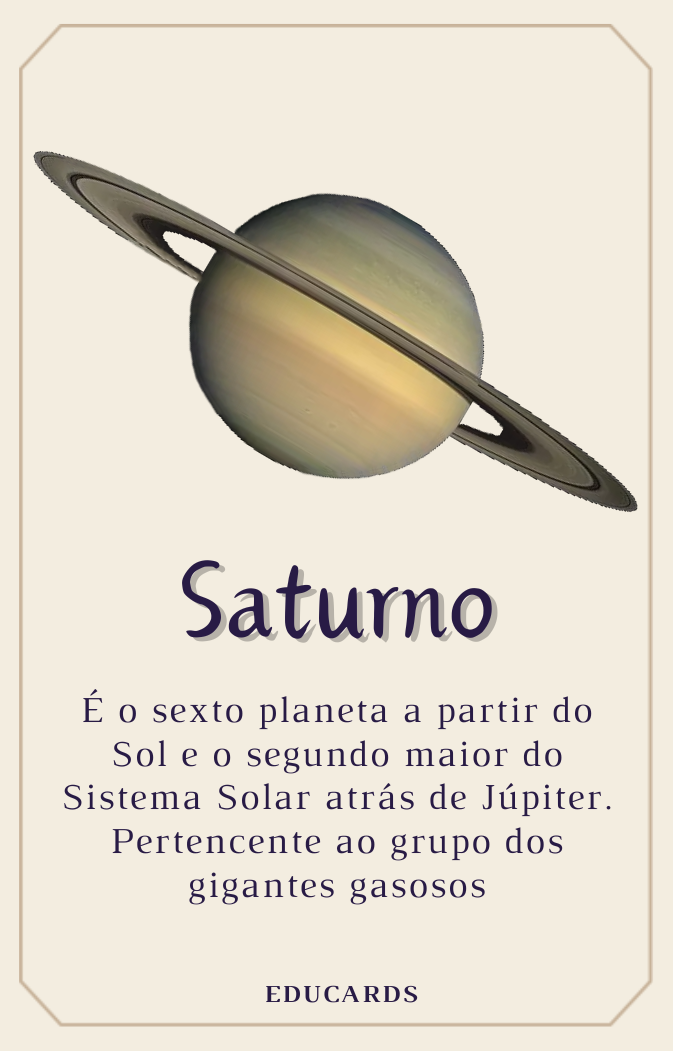 Saturno
É o sexto planeta a partir do
Sol e o segundo maior do
Sistema Solar atrás de Júpiter.
Pertencente ao grupo dos
gigantes gasosos
EDUCARDS